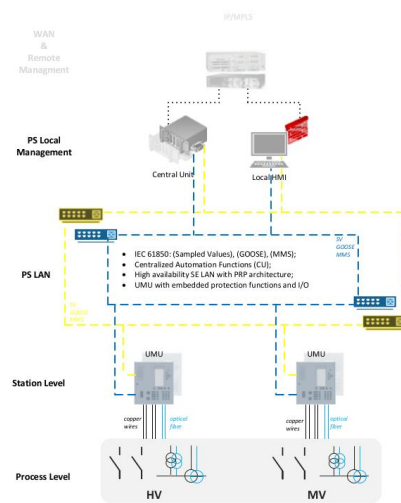 IP/MPLS
WAN
&
Remote
Managment
PS Local
Management
Central Unit
Local HMI
SV
GOOSE
MMS
• IEC 61850: (Sampled Values), (GOOSE), (MMS);
• Centralized Automation Functions (CU);
• High availability SE LAN with PRP architecture;
• UMU with embedded protection functions and I/O
PS LAN
SV
GOOSE
MMS
UMU
UMU
Station Level
copper
wires
optical
fiber
copper
wires
optical
fiber
Process Level
HV
MV